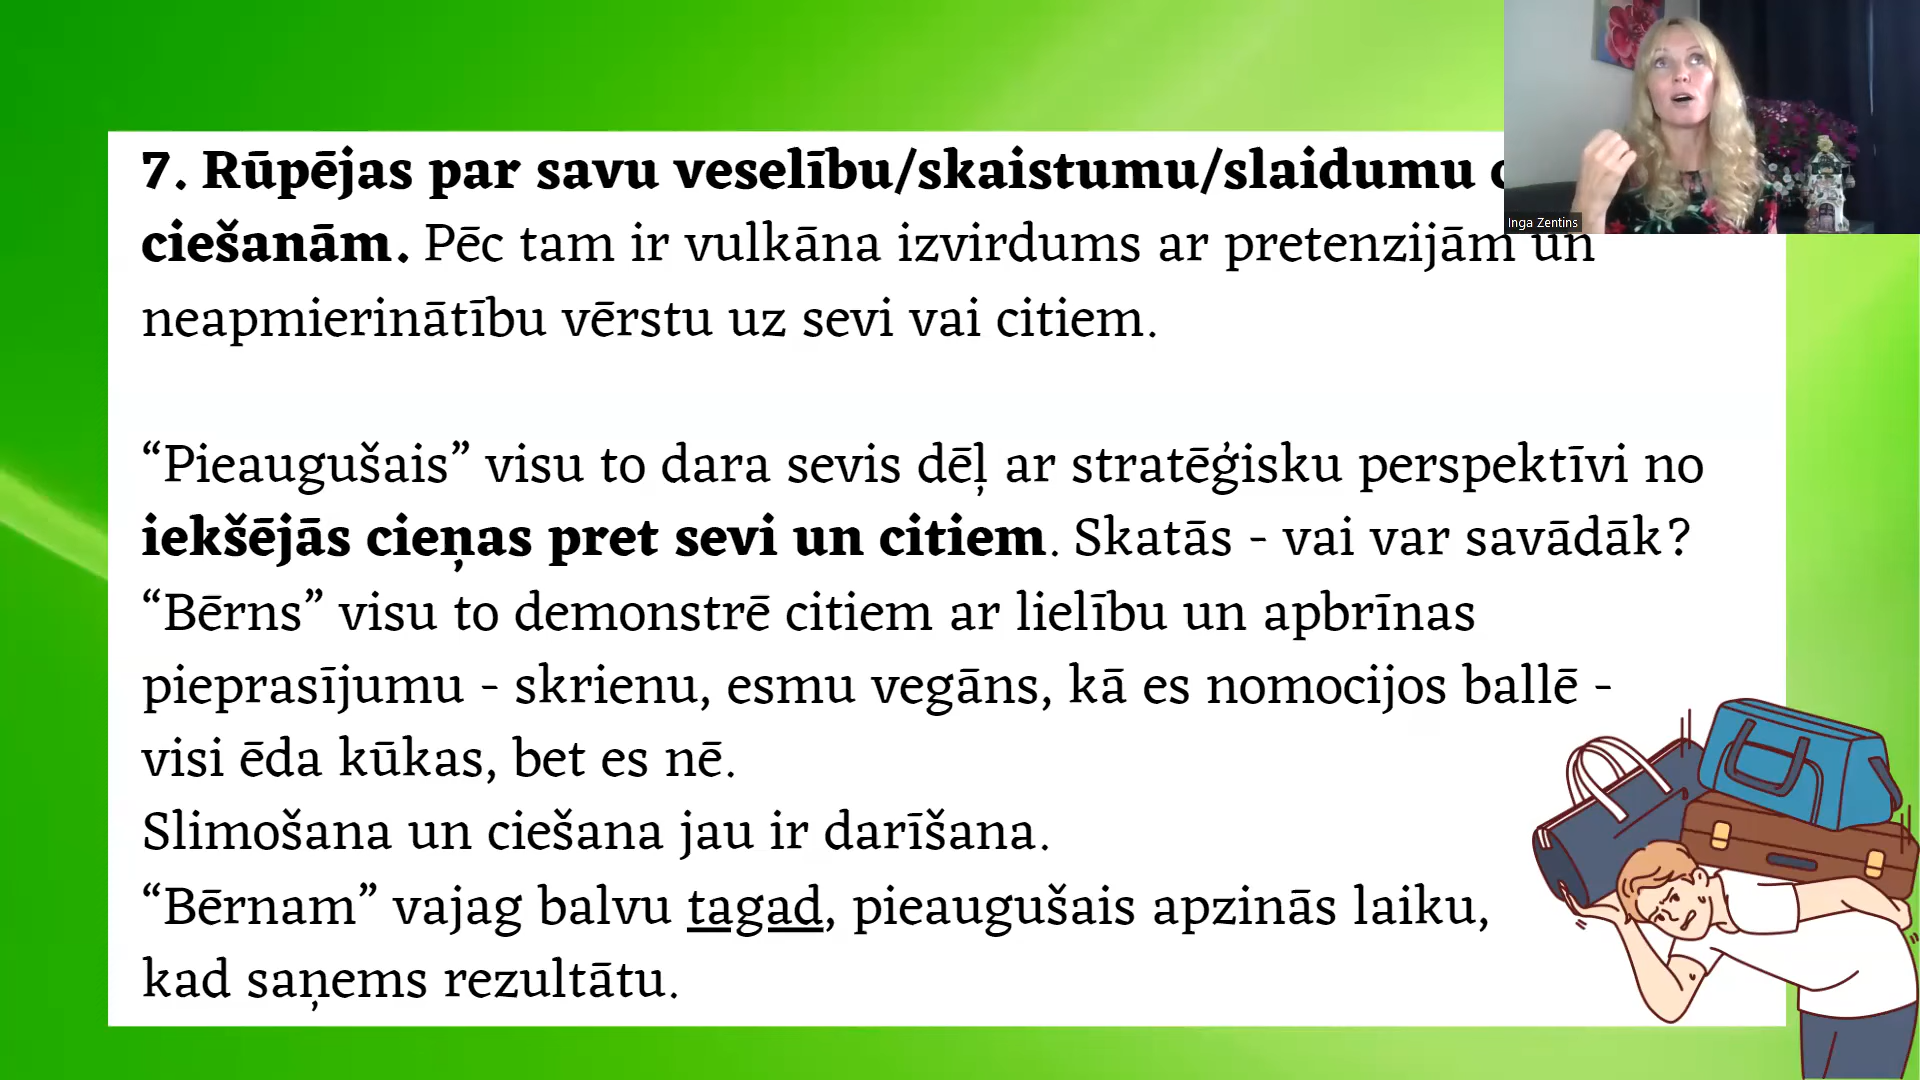 7. Rūpējas par savu veselību/skaistumu/slaidumu
ciešanām. Pēc tam ir vulkāna izvirdums ar pretenzijām un
neapmierinātību vērstu uz sevi vai citiem.
“Pieaugušais” visu to dara sevis dēļ ar stratēģisku perspektīvi no
iekšējās cieņas pret sevi un citiem. Skatās - vai var savādāk?
“Bērns” visu to demonstrē citiem ar lielību un apbrīnas
pieprasījumu - skrienu, esmu vegāns, kā es nomocijos ballē -
visi ēda kūkas, bet es nē.
Slimošana un ciešana jau ir darīšana.
“Bērnam” vajag balvu tagad, pieaugušais apzinās laiku,
kad saņems rezultātu.
Inga Zentins